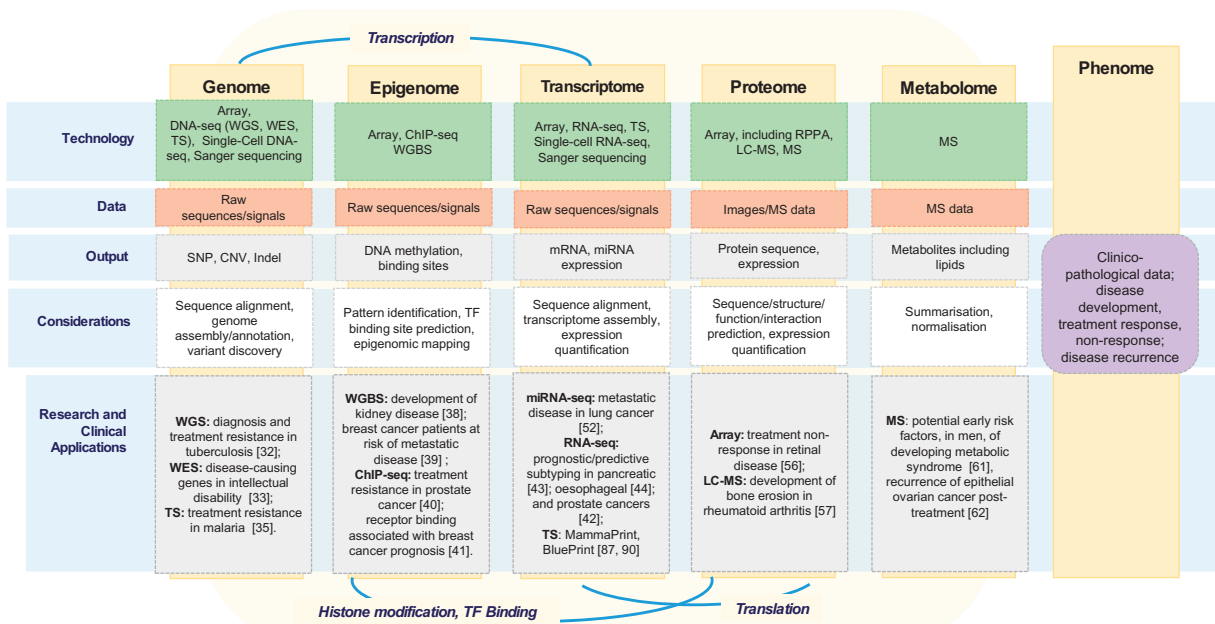 Transcription
Genome
Epigenome
Transcriptome
Proteome
Metabolome
Phenome
Technology
Array,
DNA-seq (WGS, WES,
TS), Single-Cell DNA-
seq, Sanger sequencing
Array, ChIP-seq
WGBS
Array, RNA-seq, TS,
Single-cell RNA-seq,
Sanger sequencing
Array, including RPPA,
LC-MS, MS
MS
Data
Raw
sequences/signals
Raw sequences/signals
Raw sequences/signals
Images/MS data
MS data
Output
SNP, CNV, Indel
DNA methylation,
binding sites
mRNA, miRNA
expression
Protein sequence,
expression
Metabolites including
lipids
Clinico-
pathological data;
disease
development,
treatment response,
non-response;
disease recurrence
Considerations
Sequence alignment,
genome
assembly/annotation,
variant discovery
Pattern identification, TF
binding site prediction,
epigenomic mapping
Sequence alignment,
transcriptome assembly,
expression
quantification
Sequence/structure/
function/interaction
prediction, expression
quantification
Summarisation,
normalisation
Research and
Clinical
Applications
WGS: diagnosis and
treatment resistance in
tuberculosis [32];
WES: disease-causing
genes in intellectual
disability [33];
TS: treatment resistance
in malaria [35].
WGBS: development of
kidney disease [38];
breast cancer patients at
risk of metastatic
disease [39] ;
ChIP-seq: treatment
resistance in prostate
cancer [40];
receptor binding
associated with breast
cancer prognosis [41].
miRNA-seq: metastatic
disease in lung cancer
[52];
RNA-seq:
prognostic/predictive
subtyping in pancreatic
[43]; oesophageal [44];
and prostate cancers
[42];
TS: MammaPrint,
BluePrint [87, 90]
Array: treatment non-
response in retinal
disease [56];
LC-MS: development of
bone erosion in
rheumatoid arthritis [57]
MS: potential early risk
factors, in men, of
developing metabolic
syndrome [61],
recurrence of epithelial
ovarian cancer post-
treatment [62]
Histone modification, TF Binding
Translation